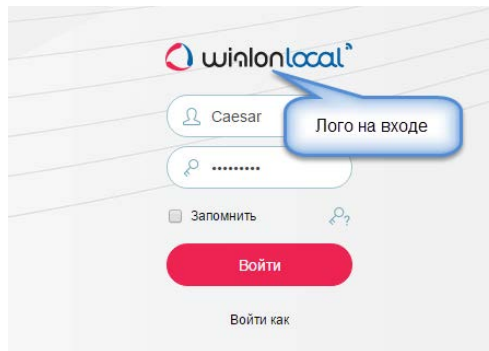 wialonlocal
Caesar
Лого на входе
•••••••••
Запомнить
?
Войти
Войти как